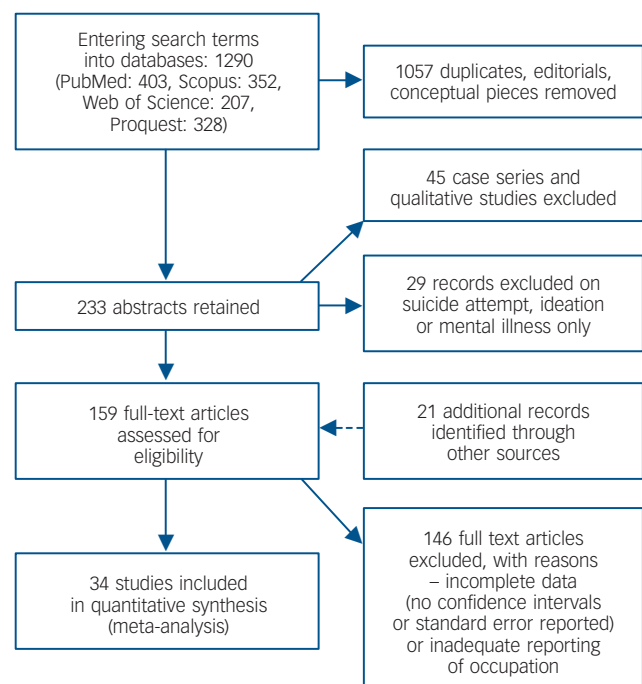 Entering search terms
into databases: 1290
(PubMed: 403, Scopus: 352,
Web of Science: 207,
Proquest: 328)
1057 duplicates, editorials,
conceptual pieces removed
45 case series and
qualitative studies excluded
233 abstracts retained
29 records excluded on
suicide attempt, ideation
or mental illness only
159 full-text articles
assessed for
eligibility
21 additional records
identified through
other sources
34 studies included
in quantitative synthesis
(meta-analysis)
146 full text articles
excluded, with reasons
– incomplete data
(no confidence intervals
or standard error reported)
or inadequate reporting
of occupation